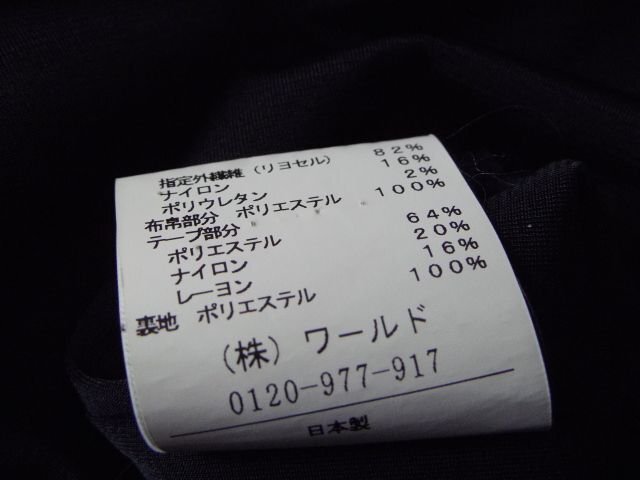 指定外繊維(リヨセル) 82%
ナイロン 16%
ポリウレタン 2%
布帛部分 ポリエステル 100%
テープ部分
ポリエステル 64%
ナイロン 20%
レーヨン 16%
裏地 ポリエステル 100%
(株)ワールド
0120-977-917
日本製